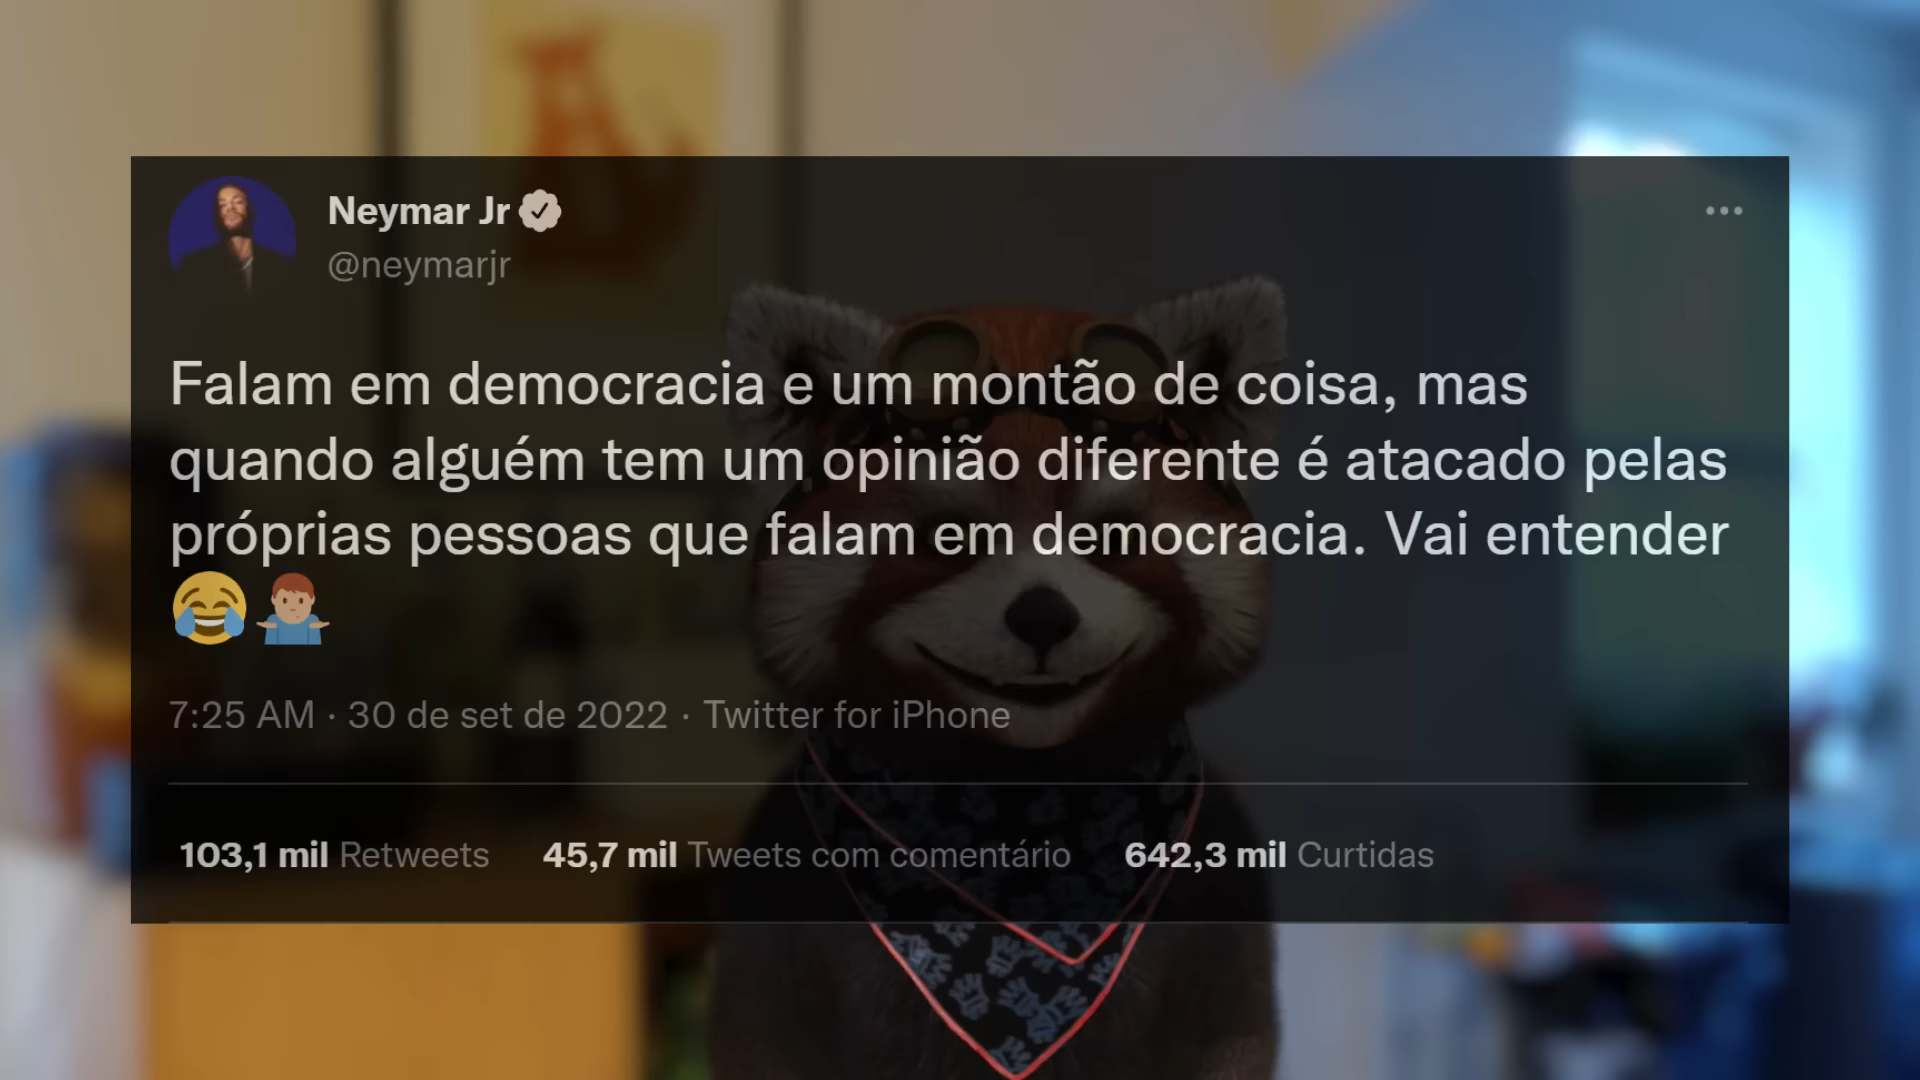 Neymar Jr
@neymarjr
Falam em democracia e um montão de coisa, mas
quando alguém tem um opinião diferente é atacado pelas
próprias pessoas que falam em democracia. Vai entender
😂🤷🏼‍♂️
7:25 AM · 30 de set de 2022 · Twitter for iPhone
103,1 mil Retweets 45,7 mil Tweets com comentário 642,3 mil Curtidas